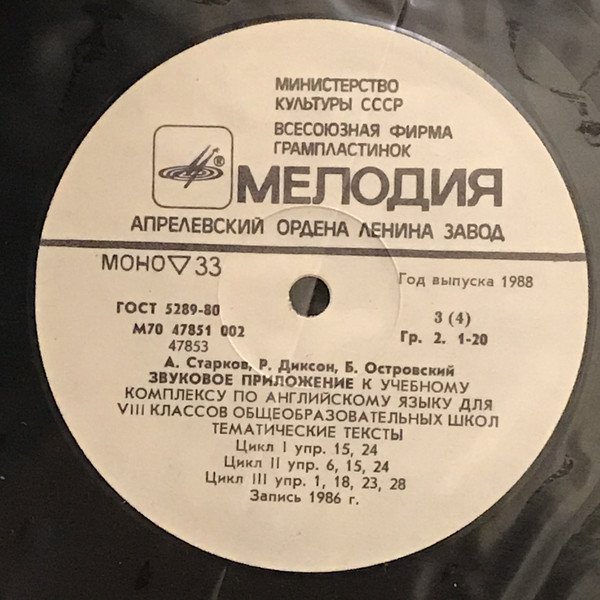 МИНИСТЕРСТВО
КУЛЬТУРЫ СССР
ВСЕСОЮЗНАЯ ФИРМА
ГРАМПЛАСТИНОК
® МЕЛОДИЯ
АПРЕЛЕВСКИЙ ОРДЕНА ЛЕНИНА ЗАВОД
МОНО ▽ 33
Год выпуска 1988
ГОСТ 5289-80
3 (4)
М70 47851 002
Гр. 2. 1-20
47853
А. Старков, Р. Диксон, Б. Островский
ЗВУКОВОЕ ПРИЛОЖЕНИЕ К УЧЕБНОМУ
КОМПЛЕКСУ ПО АНГЛИЙСКОМУ ЯЗЫКУ ДЛЯ
VIII КЛАССОВ ОБЩЕОБРАЗОВАТЕЛЬНЫХ ШКОЛ
ТЕМАТИЧЕСКИЕ ТЕКСТЫ
Цикл I упр. 15, 24
Цикл II упр. 6, 15, 24
Цикл III упр. 1, 18, 23, 28
Запись 1986 г.